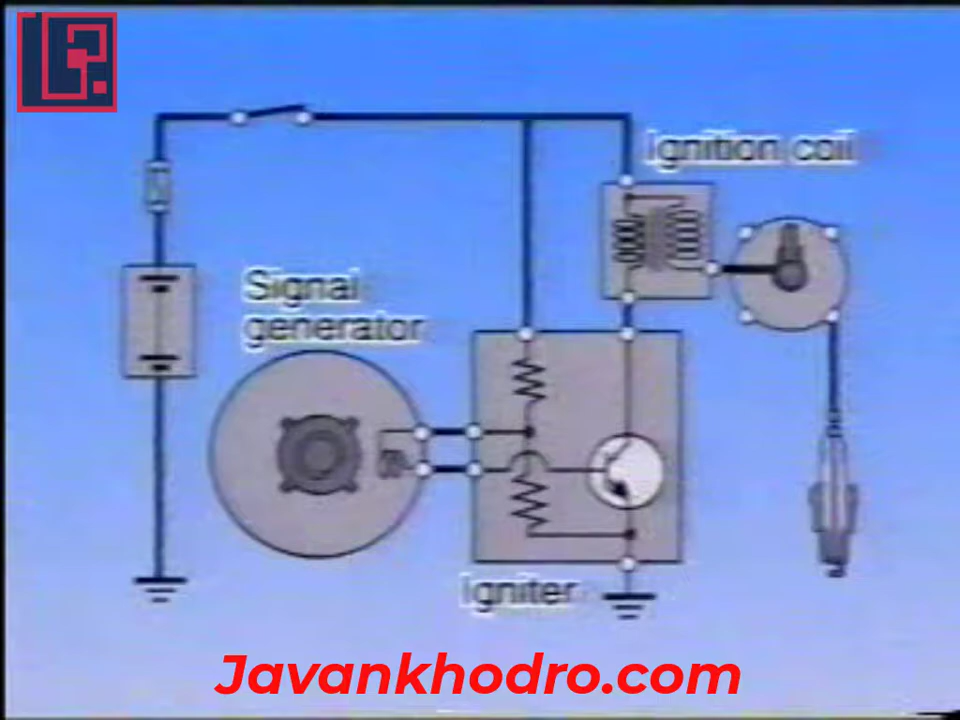 Ignition coil
Signal
generator
Igniter
Javankhodro.com